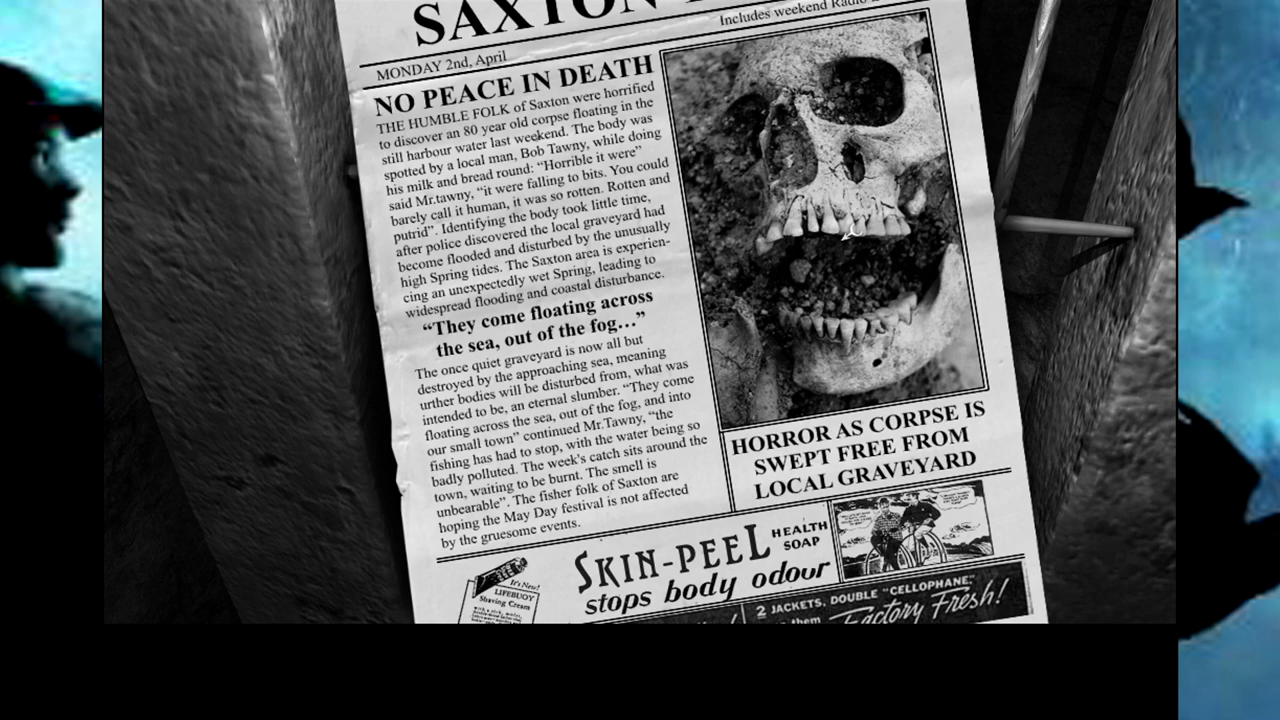 SAXTON
Includes weekend Radio
MONDAY 2nd, April
NO PEACE IN DEATH
THE HUMBLE FOLK of Saxton were horrified
to discover an 80 year old corpse floating in the
still harbour water last weekend. The body was
spotted by a local man, Bob Tawny, while doing
his milk and bread round: “Horrible it were”
said Mr.tawny, “it were falling to bits. You could
barely call it human, it was so rotten. Rotten and
putrid”. Identifying the body took little time,
after police discovered the local graveyard had
become flooded and disturbed by the unusually
high Spring tides. The Saxton area is experien-
cing an unexpectedly wet Spring, leading to
widespread flooding and coastal disturbance.
“They come floating across
the sea, out of the fog…”
The once quiet graveyard is now all but
destroyed by the approaching sea, meaning
urther bodies will be disturbed from, what was
intended to be, an eternal slumber. “They come
floating across the sea, out of the fog, and into
our small town” continued Mr.Tawny, “the
fishing has had to stop, with the water being so
badly polluted. The week's catch sits around the
town, waiting to be burnt. The smell is
unbearable”. The fisher folk of Saxton are
hoping the May Day festival is not affected
by the gruesome events.
HORROR AS CORPSE IS
SWEPT FREE FROM
LOCAL GRAVEYARD
It's New!
LIFEBUOY
Shaving Cream
SKIN-PEEL HEALTH
SOAP
stops body odour
2 JACKETS, DOUBLE “CELLOPHANE,”
them Factory Fresh!